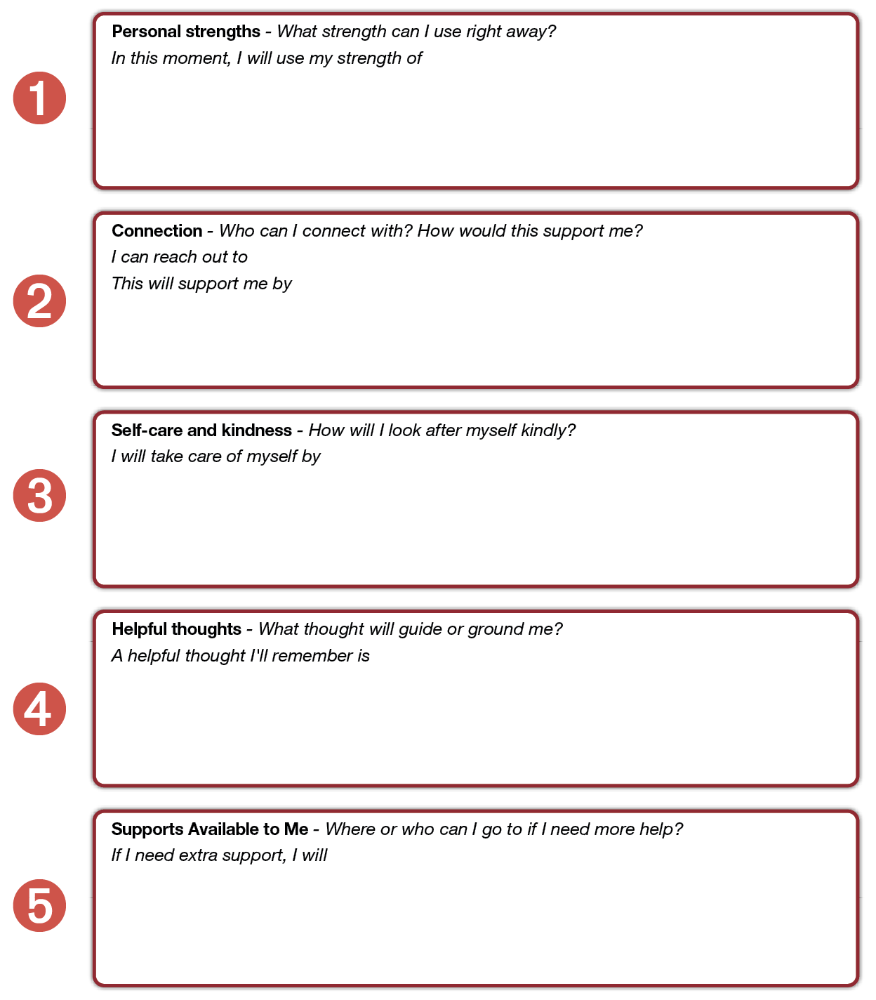 1
Personal strengths - What strength can I use right away?
In this moment, I will use my strength of
2
Connection - Who can I connect with? How would this support me?
I can reach out to
This will support me by
3
Self-care and kindness - How will I look after myself kindly?
I will take care of myself by
4
Helpful thoughts - What thought will guide or ground me?
A helpful thought I'll remember is
5
Supports Available to Me - Where or who can I go to if I need more help?
If I need extra support, I will